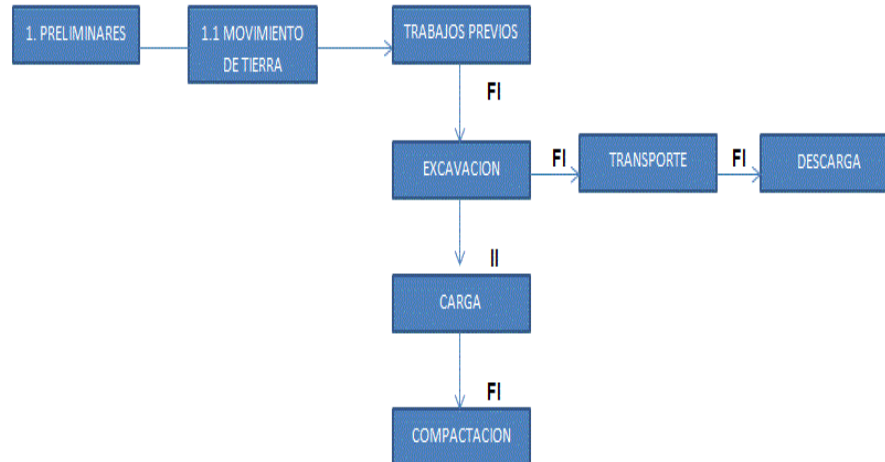 1. PRELIMINARES
1.1 MOVIMIENTO
DE TIERRA
TRABAJOS PREVIOS
FI
EXCAVACION
FI
TRANSPORTE
FI
DESCARGA
II
CARGA
FI
COMPACTACION